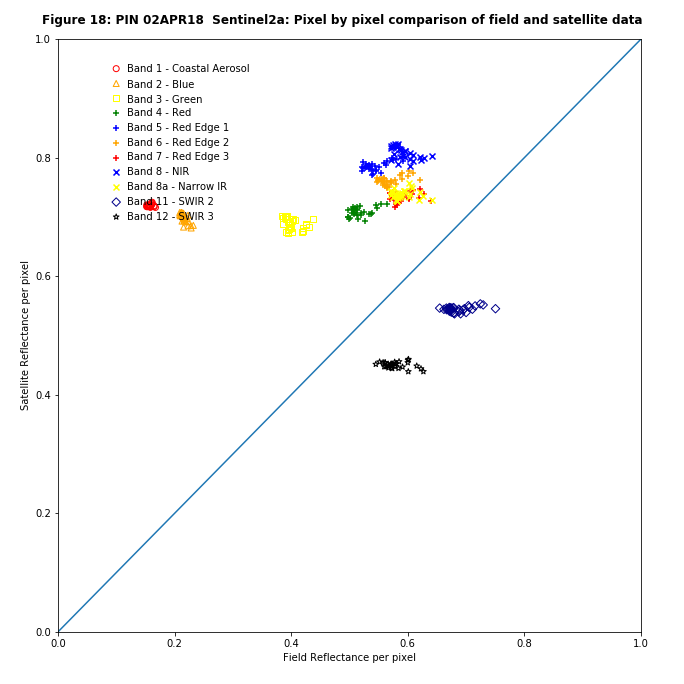 Figure 18: PIN 02APR18 Sentinel2a: Pixel by pixel comparison of field and satellite data
1.0
Band 1 - Coastal Aerosol
Band 2 - Blue
Band 3 - Green
Band 4 - Red
Band 5 - Red Edge 1
Band 6 - Red Edge 2
Band 7 - Red Edge 3
Band 8 - NIR
Band 8a - Narrow IR
Band 11 - SWIR 2
Band 12 - SWIR 3
0.8
0.6
0.4
0.2
0.0
Satellite Reflectance per pixel
0.0 0.2 0.4 0.6 0.8 1.0
Field Reflectance per pixel